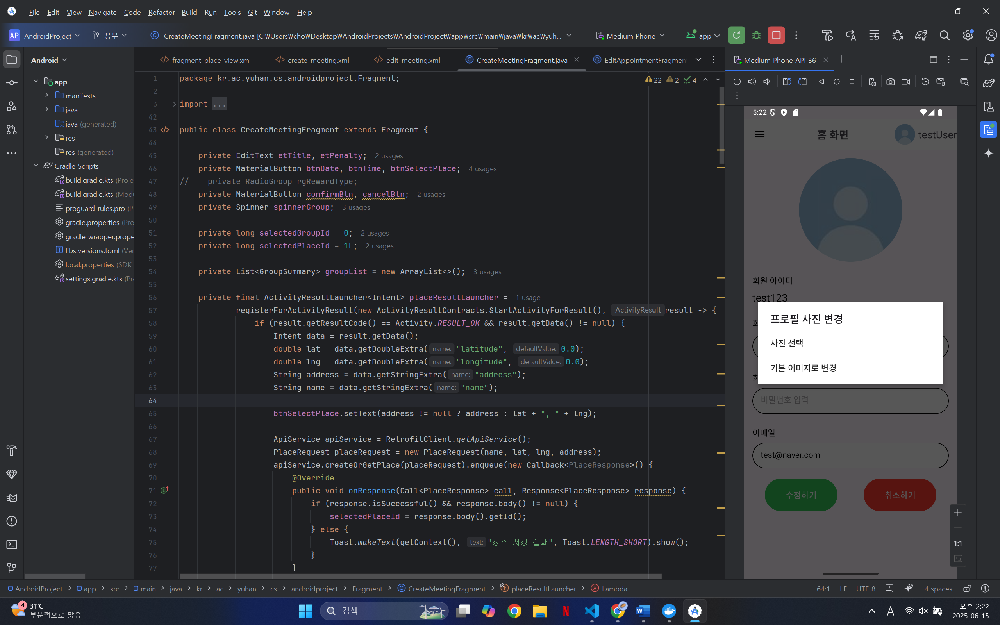 File Edit View Navigate Code Refactor Build Run Tools Git Window Help
AP AndroidProject 용무 CreateMeetingFragment.java [C:₩Users₩cho₩Desktop₩AndroidProjects₩AndroidProject₩app₩src₩main₩java₩kr₩ac₩yuh... Medium Phone app
Android
app
manifests
java
java (generated)
res
res (generated)
Gradle Scripts
build.gradle.kts (Proje
build.gradle.kts (Modu
proguard-rules.pro (Pr
gradle.properties (Proj
gradle-wrapper.prope
libs.versions.toml (Ver
local.properties (SDK
settings.gradle.kts (Pr
fragment_place_view.xml create_meeting.xml edit_meeting.xml CreateMeetingFragment.java EditAppointmentFragmen
22 2 4
1 package kr.ac.yuhan.cs.androidproject.Fragment;
2
3 import ...
42
43 public class CreateMeetingFragment extends Fragment {
44
45 private EditText etTitle, etPenalty; 2 usages
46 private MaterialButton btnDate, btnTime, btnSelectPlace; 4 usages
47 // private RadioGroup rgRewardType;
48 private MaterialButton confirmBtn, cancelBtn; 2 usages
49 private Spinner spinnerGroup; 3 usages
50
51 private long selectedGroupId = 0; 2 usages
52 private long selectedPlaceId = 1L; 2 usages
53
54 private List<GroupSummary> groupList = new ArrayList<>(); 3 usages
55
56 private final ActivityResultLauncher<Intent> placeResultLauncher = 1 usage
57 registerForActivityResult(new ActivityResultContracts.StartActivityForResult(), ActivityResult result -> {
58 if (result.getResultCode() == Activity.RESULT_OK && result.getData() != null) {
59 Intent data = result.getData();
60 double lat = data.getDoubleExtra( name: "latitude", defaultValue: 0.0);
61 double lng = data.getDoubleExtra( name: "longitude", defaultValue: 0.0);
62 String address = data.getStringExtra( name: "address");
63 String name = data.getStringExtra( name: "name");
64
65 btnSelectPlace.setText(address != null ? address : lat + ", " + lng);
66
67 ApiService apiService = RetrofitClient.getApiService();
68 PlaceRequest placeRequest = new PlaceRequest(name, lat, lng, address);
69 apiService.createOrGetPlace(placeRequest).enqueue(new Callback<PlaceResponse>() {
70 @Override
71 public void onResponse(Call<PlaceResponse> call, Response<PlaceResponse> response) {
72 if (response.isSuccessful() && response.body() != null) {
73 selectedPlaceId = response.body().getId();
74 } else {
75 Toast.makeText(getContext(), text: "장소 저장 실패", Toast.LENGTH_SHORT).show();
76 }
77 }
Medium Phone API 36
5:22
홈 화면 testUser
회원 아이디
test123
프로필 사진 변경
사진 선택
기본 이미지로 변경
비밀번호 입력
이메일
test@naver.com
수정하기 취소하기
1:1
AndroidProject > app > src > main > java > kr > ac > yuhan > cs > androidproject > Fragment > CreateMeetingFragment > placeResultLauncher > Lambda 64:1 LF UTF-8 4 spaces
4 31°C
부분적으로 맑음
검색
A 오후 2:22
2025-06-15